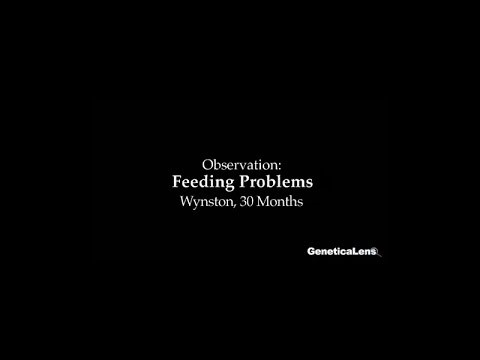 Observation:
Feeding Problems
Wynston, 30 Months
GeneticaLens